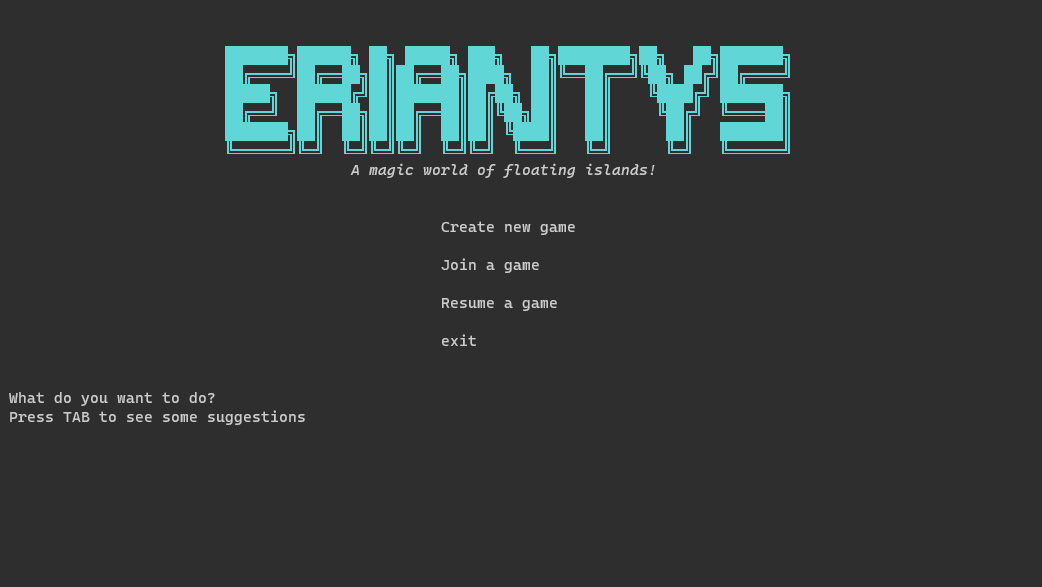 ERIANTYS
A magic world of floating islands!
Create new game
Join a game
Resume a game
exit
What do you want to do?
Press TAB to see some suggestions